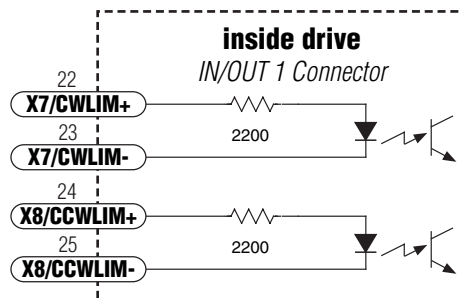 inside drive
IN/OUT 1 Connector
22
X7/CWLIM+
2200
23
X7/CWLIM-
24
X8/CCWLIM+
2200
25
X8/CCWLIM-